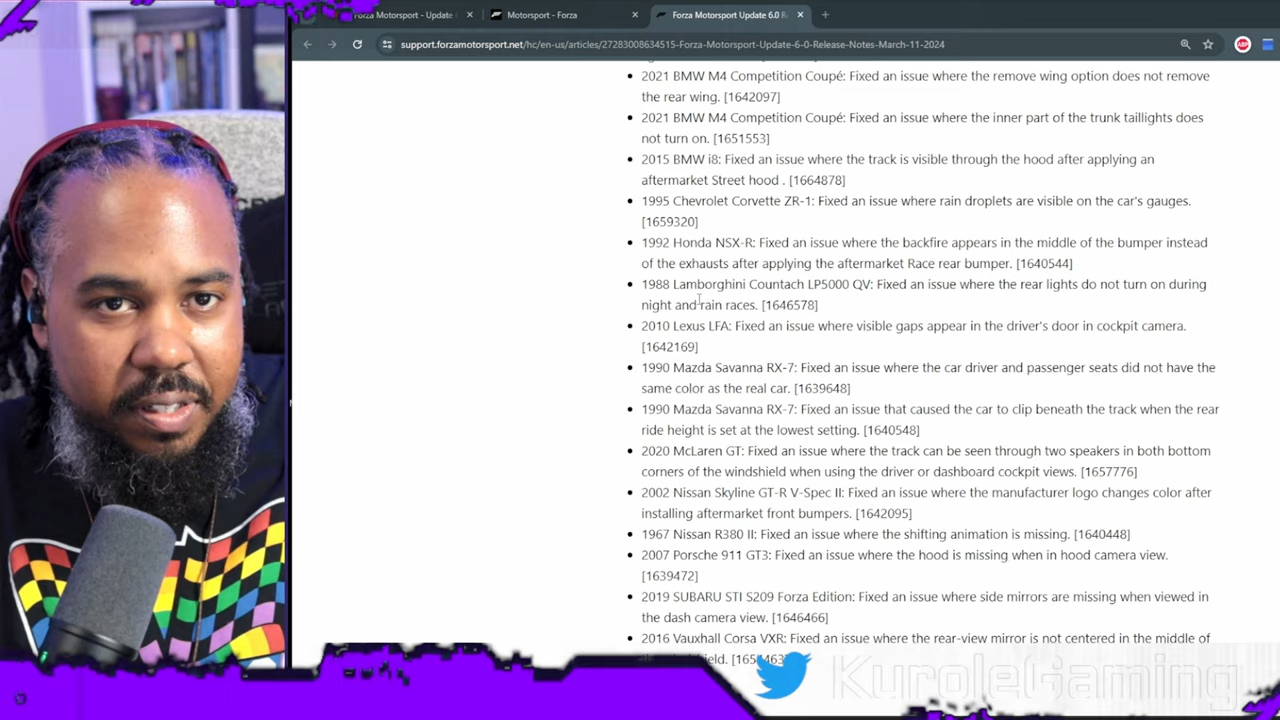 Forza Motorsport - Update
Motorsport - Forza
Forza Motorsport Update 6.0 R
support.forzamotorsport.net/hc/en-us/articles/27283008634515-Forza-Motorsport-Update-6-0-Release-Notes-March-11-2024
ABP
2021 BMW M4 Competition Coupé: Fixed an issue where the remove wing option does not remove
the rear wing. [1642097]
2021 BMW M4 Competition Coupé: Fixed an issue where the inner part of the trunk taillights does
not turn on. [1651553]
2015 BMW i8: Fixed an issue where the track is visible through the hood after applying an
aftermarket Street hood . [1664878]
1995 Chevrolet Corvette ZR-1: Fixed an issue where rain droplets are visible on the car's gauges.
[1659320]
1992 Honda NSX-R: Fixed an issue where the backfire appears in the middle of the bumper instead
of the exhausts after applying the aftermarket Race rear bumper. [1640544]
1988 Lamborghini Countach LP5000 QV: Fixed an issue where the rear lights do not turn on during
night and rain races. [1646578]
2010 Lexus LFA: Fixed an issue where visible gaps appear in the driver's door in cockpit camera.
[1642169]
1990 Mazda Savanna RX-7: Fixed an issue where the car driver and passenger seats did not have the
same color as the real car. [1639648]
1990 Mazda Savanna RX-7: Fixed an issue that caused the car to clip beneath the track when the rear
ride height is set at the lowest setting. [1640548]
2020 McLaren GT: Fixed an issue where the track can be seen through two speakers in both bottom
corners of the windshield when using the driver or dashboard cockpit views. [1657776]
2002 Nissan Skyline GT-R V-Spec II: Fixed an issue where the manufacturer logo changes color after
installing aftermarket front bumpers. [1642095]
1967 Nissan R380 II: Fixed an issue where the shifting animation is missing. [1640448]
2007 Porsche 911 GT3: Fixed an issue where the hood is missing when in hood camera view.
[1639472]
2019 SUBARU STI S209 Forza Edition: Fixed an issue where side mirrors are missing when viewed in
the dash camera view. [1646466]
2016 Vauxhall Corsa VXR: Fixed an issue where the rear-view mirror is not centered in the middle of
KuroleGaming